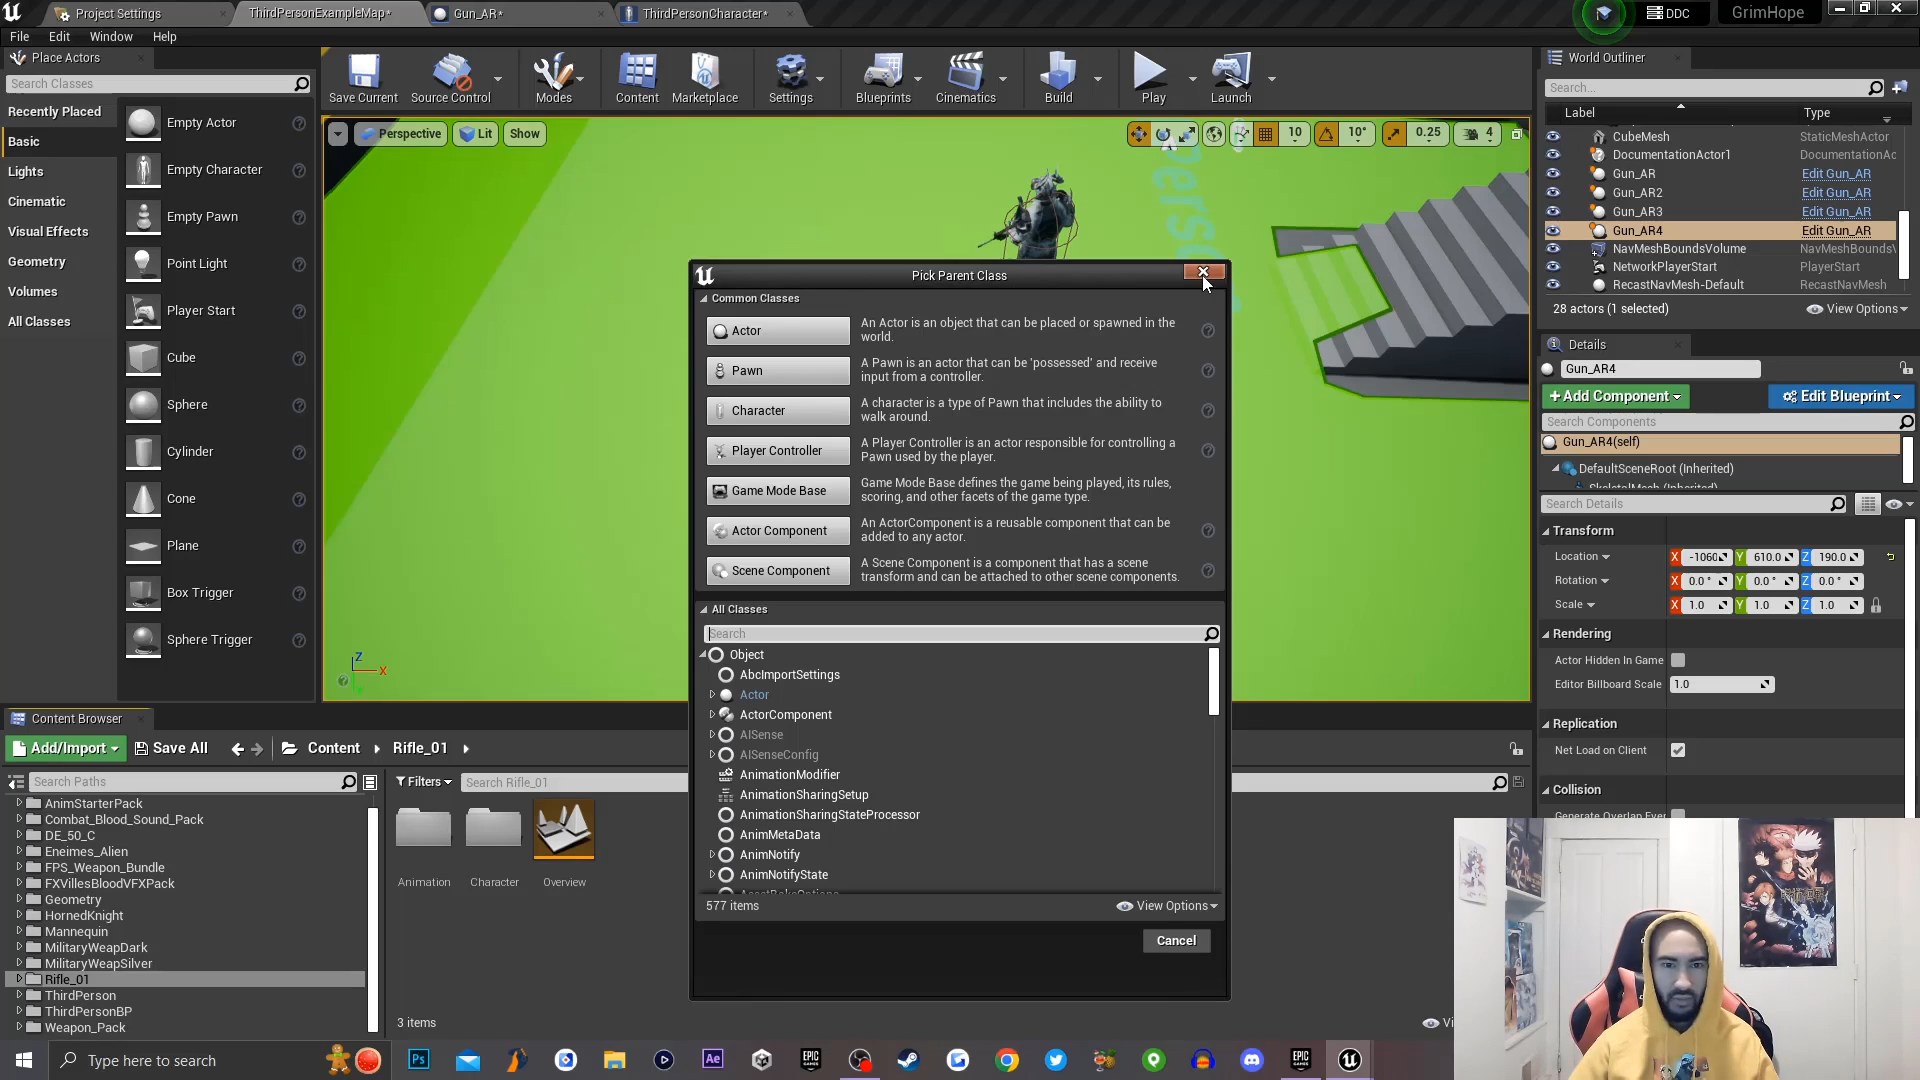 Project Settings
ThirdPersonExampleMap*
Gun_AR*
ThirdPersonCharacter*
DDC
GrimHope
File
Edit
Window
Help
Place Actors
Search Classes
Recently Placed
Basic
Lights
Cinematic
Visual Effects
Geometry
Volumes
All Classes
Empty Actor
Empty Character
Empty Pawn
Point Light
Player Start
Cube
Sphere
Cylinder
Cone
Plane
Box Trigger
Sphere Trigger
Save Current
Source Control
Modes
Content
Marketplace
Settings
Blueprints
Cinematics
Build
Play
Launch
Perspective
Lit
Show
10
10°
0.25
4
Z
X
Pick Parent Class
Common Classes
Actor
An Actor is an object that can be placed or spawned in the
world.
Pawn
A Pawn is an actor that can be 'possessed' and receive
input from a controller.
Character
A character is a type of Pawn that includes the ability to
walk around.
Player Controller
A Player Controller is an actor responsible for controlling a
Pawn used by the player.
Game Mode Base
Game Mode Base defines the game being played, its rules,
scoring, and other facets of the game type.
Actor Component
An ActorComponent is a reusable component that can be
added to any actor.
Scene Component
A Scene Component is a component that has a scene
transform and can be attached to other scene components.
All Classes
Search
Object
AbcImportSettings
Actor
ActorComponent
AISense
AISenseConfig
AnimationModifier
AnimationSharingSetup
AnimationSharingStateProcessor
AnimMetaData
AnimNotify
AnimNotifyState
577 items
View Options
Cancel
World Outliner
Search...
Label
Type
CubeMesh
StaticMeshActor
DocumentationActor1
DocumentationAc
Gun_AR
Edit Gun_AR
Gun_AR2
Edit Gun_AR
Gun_AR3
Edit Gun_AR
Gun_AR4
Edit Gun_AR
NavMeshBoundsVolume
NavMeshBounds
NetworkPlayerStart
PlayerStart
RecastNavMesh-Default
RecastNavMesh
28 actors (1 selected)
View Options
Details
Gun_AR4
+Add Component
Edit Blueprint
Search Components
Gun_AR4(self)
DefaultSceneRoot (Inherited)
SkeletalMesh (Inherited)
Search Details
Transform
Location
X -1060 Y 610.0 Z 190.0
Rotation
X 0.0° Y 0.0° Z 0.0°
Scale
X 1.0 Y 1.0 Z 1.0
Rendering
Actor Hidden In Game
Editor Billboard Scale
1.0
Replication
Net Load on Client
Collision
Content Browser
Add/Import
Save All
Content
Rifle_01
Search Paths
Filters
Search Rifle_01
AnimStarterPack
Combat_Blood_Sound_Pack
DE_50_C
Eneimes_Alien
FPS_Weapon_Bundle
FXVillesBloodVFXPack
Geometry
HornedKnight
Mannequin
MilitaryWeapDark
MilitaryWeapSilver
Rifle_01
ThirdPerson
ThirdPersonBP
Weapon_Pack
Animation
Character
Overview
3 items
Vi
Type here to search
Ps
Ae
EPIC
GAMES
EPIC
GAMES